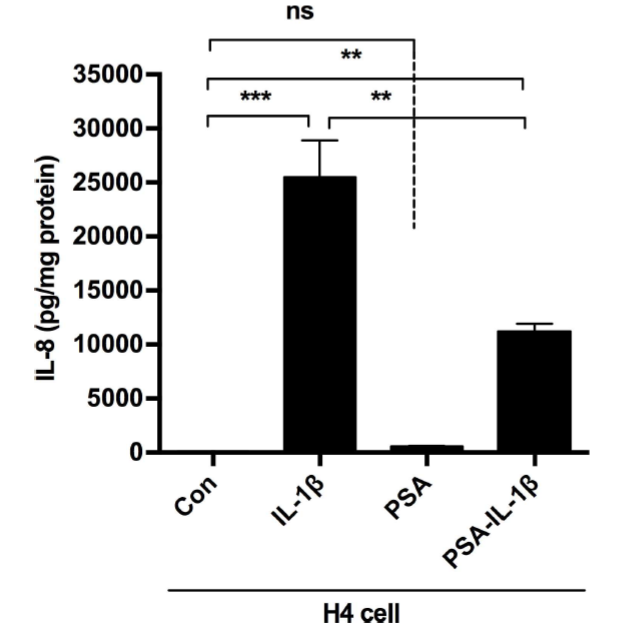 ns
**
*** **
35000
30000
25000
20000
15000
10000
5000
0
IL-8 (pg/mg protein)
Con
IL-1β
PSA
PSA-IL-1β
H4 cell